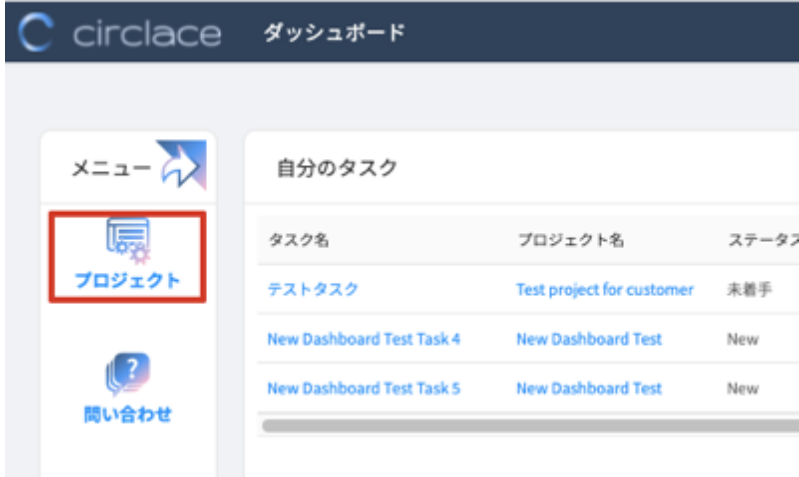 circlace ダッシュボード
メニュー
プロジェクト
?
問い合わせ
自分のタスク
タスク名 プロジェクト名 ステータス
テストタスク Test project for customer 未着手
New Dashboard Test Task 4 New Dashboard Test New
New Dashboard Test Task 5 New Dashboard Test New